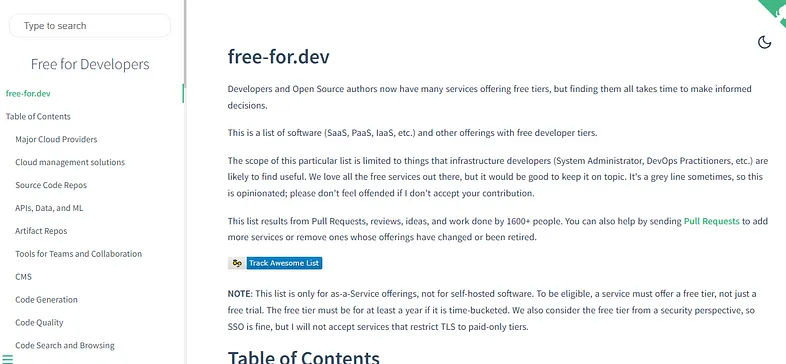 Type to search
Free for Developers
free-for.dev
Table of Contents
Major Cloud Providers
Cloud management solutions
Source Code Repos
APIs, Data, and ML
Artifact Repos
Tools for Teams and Collaboration
CMS
Code Generation
Code Quality
Code Search and Browsing
free-for.dev
Developers and Open Source authors now have many services offering free tiers, but finding them all takes time to make informed
decisions.
This is a list of software (SaaS, PaaS, IaaS, etc.) and other offerings with free developer tiers.
The scope of this particular list is limited to things that infrastructure developers (System Administrator, DevOps Practitioners, etc.) are
likely to find useful. We love all the free services out there, but it would be good to keep it on topic. It's a grey line sometimes, so this
is opinionated; please don't feel offended if I don't accept your contribution.
This list results from Pull Requests, reviews, ideas, and work done by 1600+ people. You can also help by sending Pull Requests to add
more services or remove ones whose offerings have changed or been retired.
Track Awesome List
NOTE: This list is only for as-a-Service offerings, not for self-hosted software. To be eligible, a service must offer a free tier, not just a
free trial. The free tier must be for at least a year if it is time-bucketed. We also consider the free tier from a security perspective, so
SSO is fine, but I will not accept services that restrict TLS to paid-only tiers.
Table of Contents